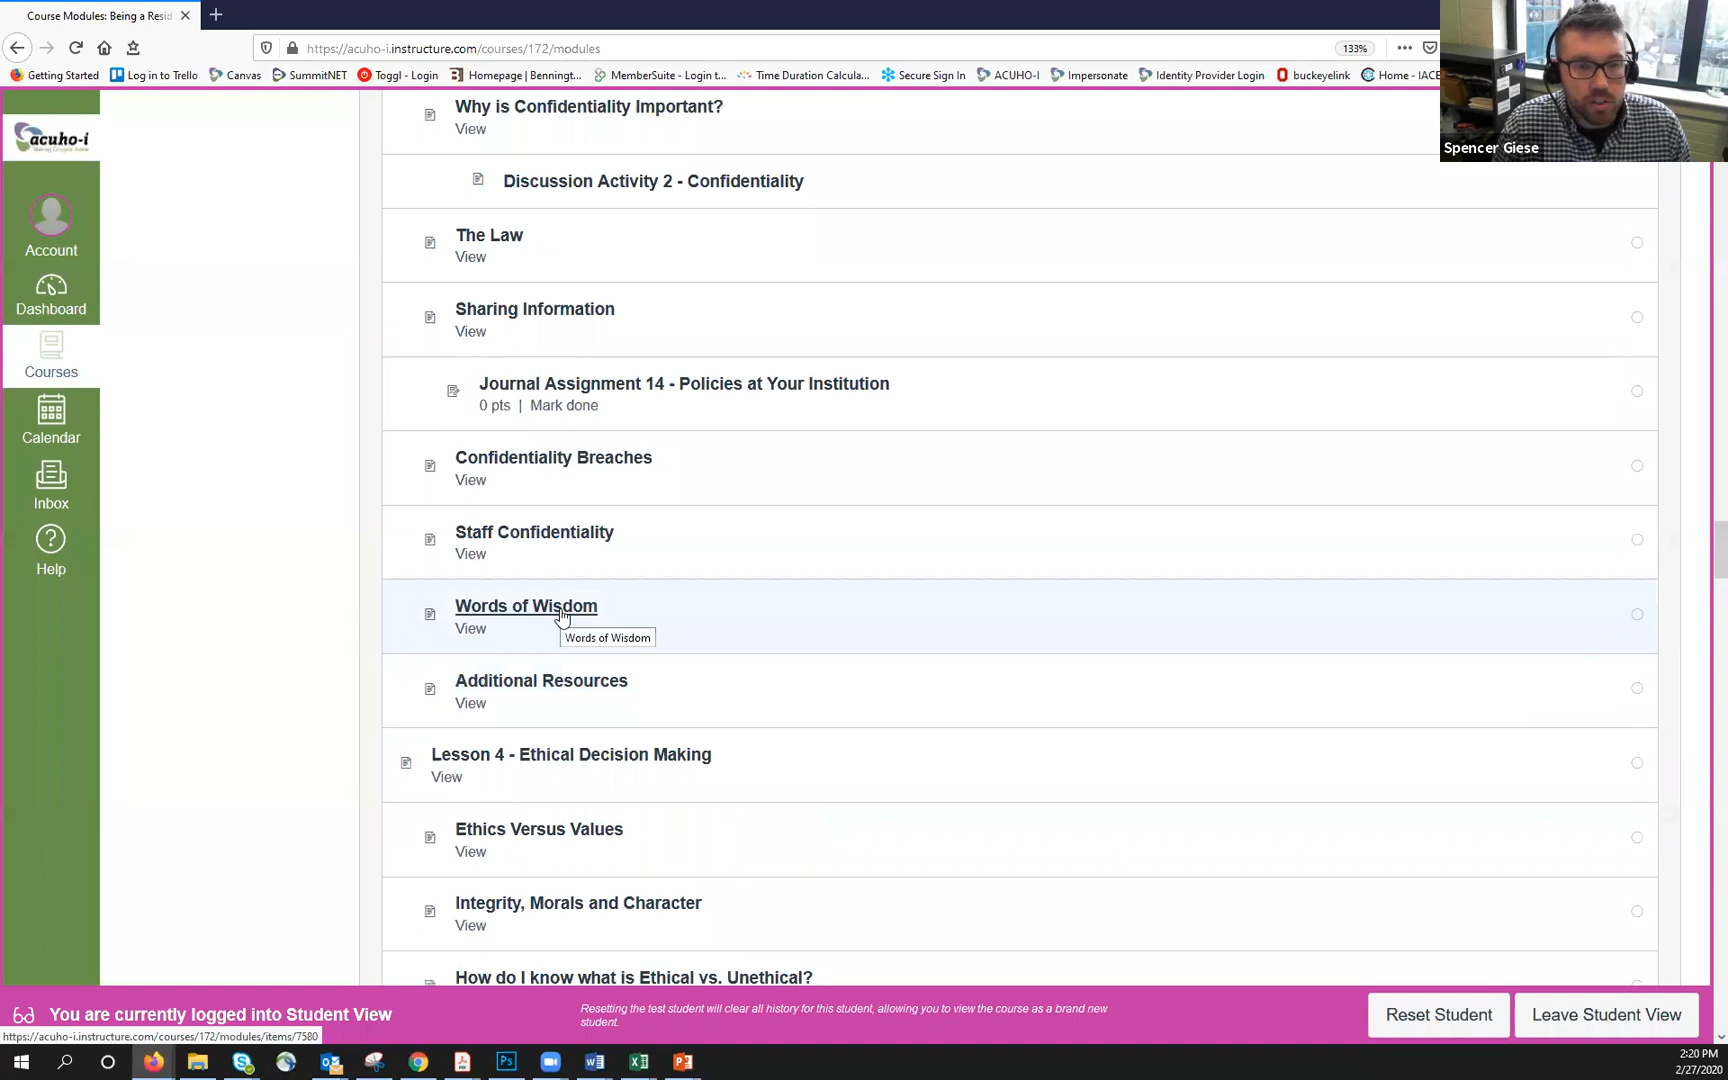 Course Modules: Being a Resid
https://acuho-i.instructure.com/courses/172/modules
133%
Getting Started
Log in to Trello
Canvas
SummitNET
Toggl - Login
Homepage | Benningt...
MemberSuite - Login t...
Time Duration Calcula...
Secure Sign In
ACUHO-I
Impersonate
Identity Provider Login
buckeyelink
Home - IACE
Spencer Giese
acuho-i
Account
Dashboard
Courses
Calendar
Inbox
Help
Why is Confidentiality Important?
View
Discussion Activity 2 - Confidentiality
The Law
View
Sharing Information
View
Journal Assignment 14 - Policies at Your Institution
0 pts | Mark done
Confidentiality Breaches
View
Staff Confidentiality
View
Words of Wisdom
View
Words of Wisdom
Additional Resources
View
Lesson 4 - Ethical Decision Making
View
Ethics Versus Values
View
Integrity, Morals and Character
View
How do I know what is Ethical vs. Unethical?
You are currently logged into Student View
Resetting the test student will clear all history for this student, allowing you to view the course as a brand new
student.
Reset Student
Leave Student View
https://acuho-i.instructure.com/courses/172/modules/items/7580
2:20 PM
2/27/2020